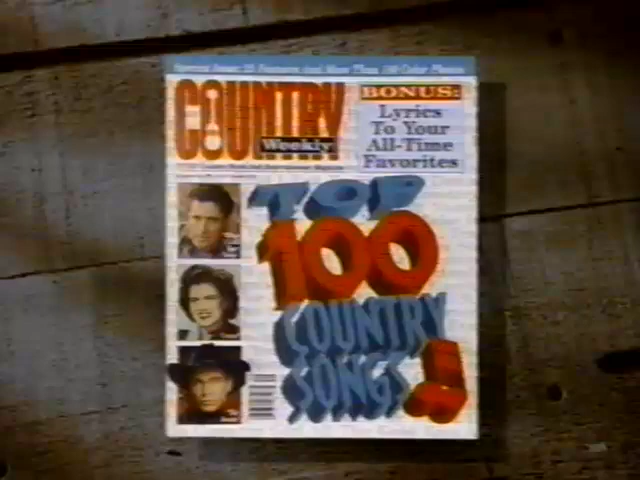 COUNTRY
Weekly
BONUS:
Lyrics
To Your
All-Time
Favorites
TOP
100
COUNTRY
SONGS!